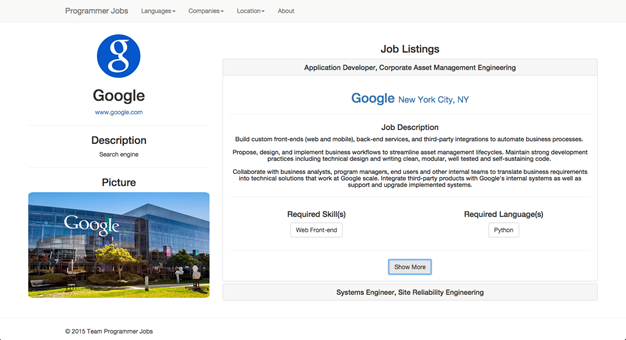 Programmer Jobs Languages Companies Location About
g
Google
www.google.com
Description
Search engine
Picture
Google
Job Listings
Application Developer, Corporate Asset Management Engineering
Google New York City, NY
Job Description
Build custom front-ends (web and mobile), back-end services, and third-party integrations to automate business processes.
Propose, design, and implement business workflows to streamline asset management lifecycles. Maintain strong development
practices including technical design and writing clean, modular, well tested and self-sustaining code.
Collaborate with business analysts, program managers, end users and other internal teams to translate business requirements
into technical solutions that work at Google scale. Integrate third-party products with Google's internal systems as well as
support and upgrade implemented systems.
Required Skill(s) Required Language(s)
Web Front-end Python
Show More
Systems Engineer, Site Reliability Engineering
© 2015 Team Programmer Jobs